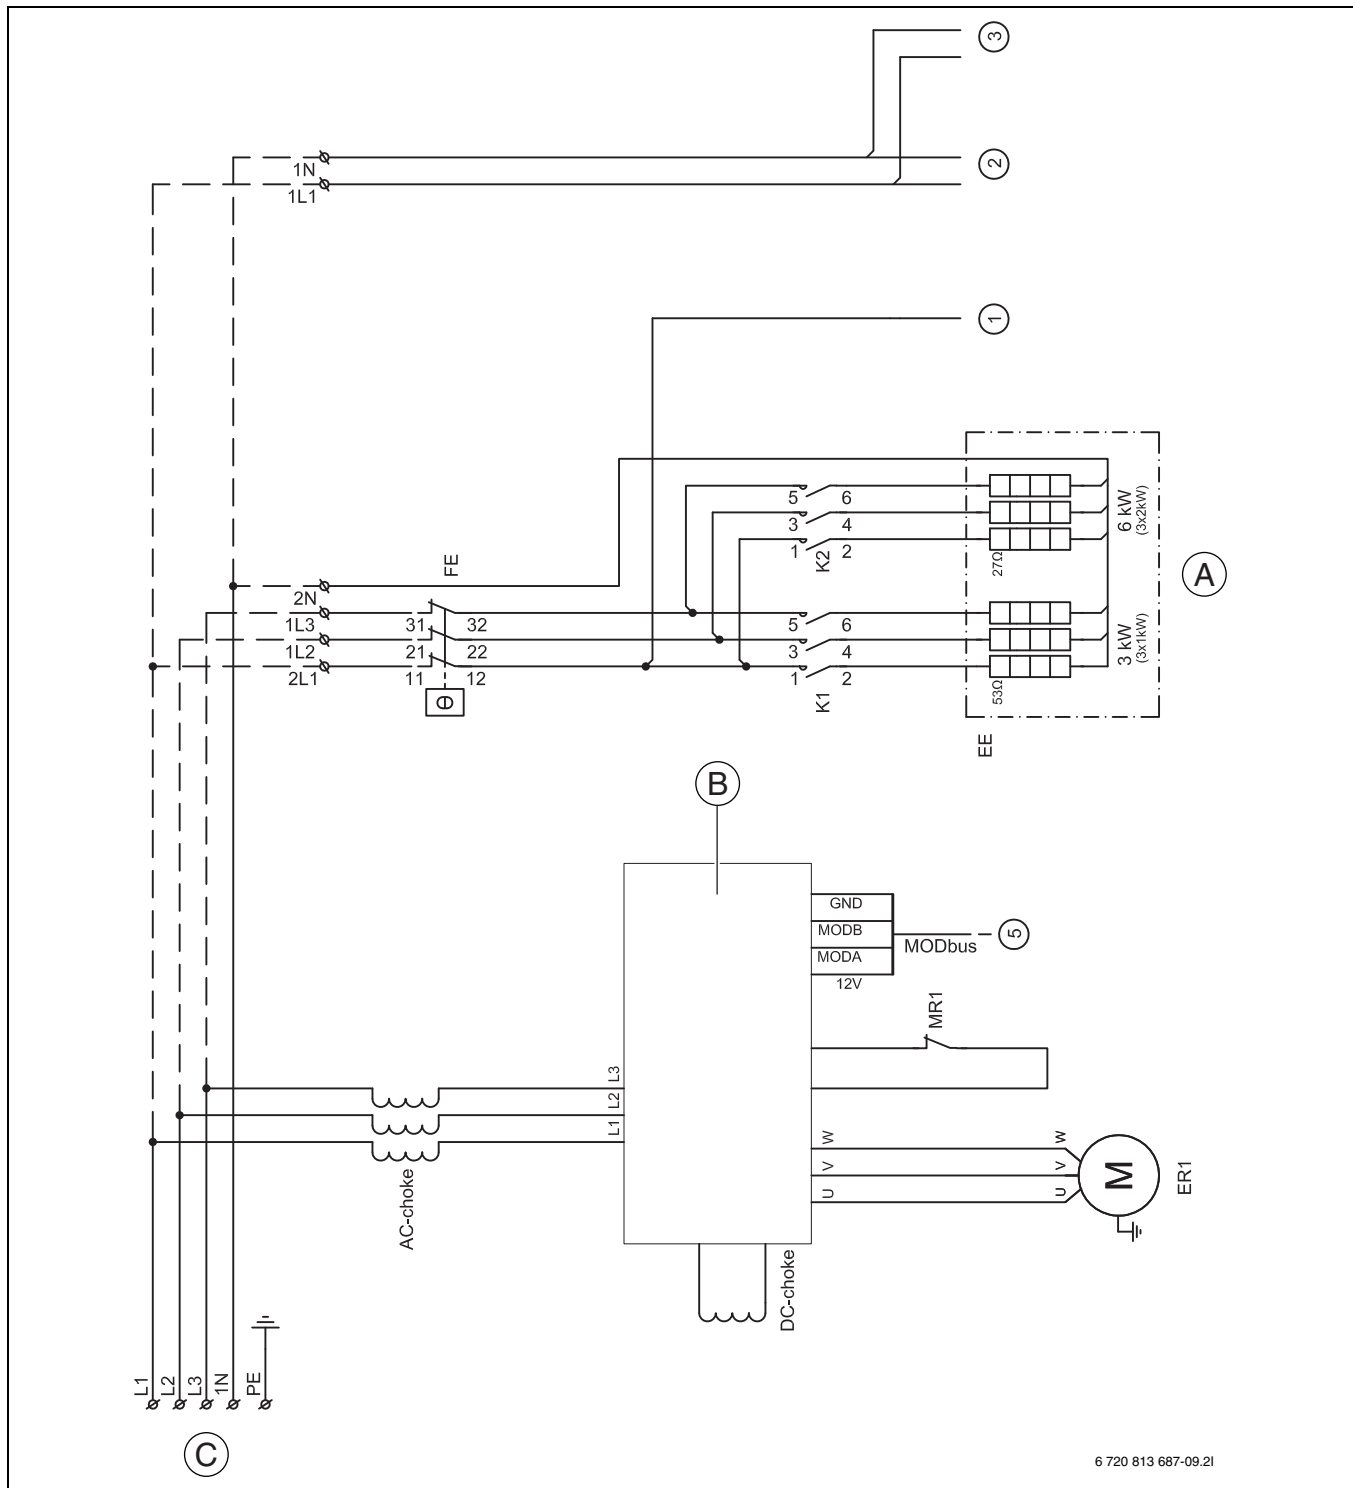 3
1N
2
1L1
1
5 6
3 4
1 2
K2
27Ω
6 kW
(3x2kW)
A
FE
2N
1L3 31 32
1L2 21 22
2L1 11 12
Θ
5 6
3 4
1 2
K1
53Ω
3 kW
(3x1kW)
EE
B
GND
MODB
MODA
12V
MODbus
5
MR1
L3
L2
L1
AC-choke
W W
V V
U U
M
ER1
DC-choke
L1
L2
L3
1N
PE
C
6 720 813 687-09.2I